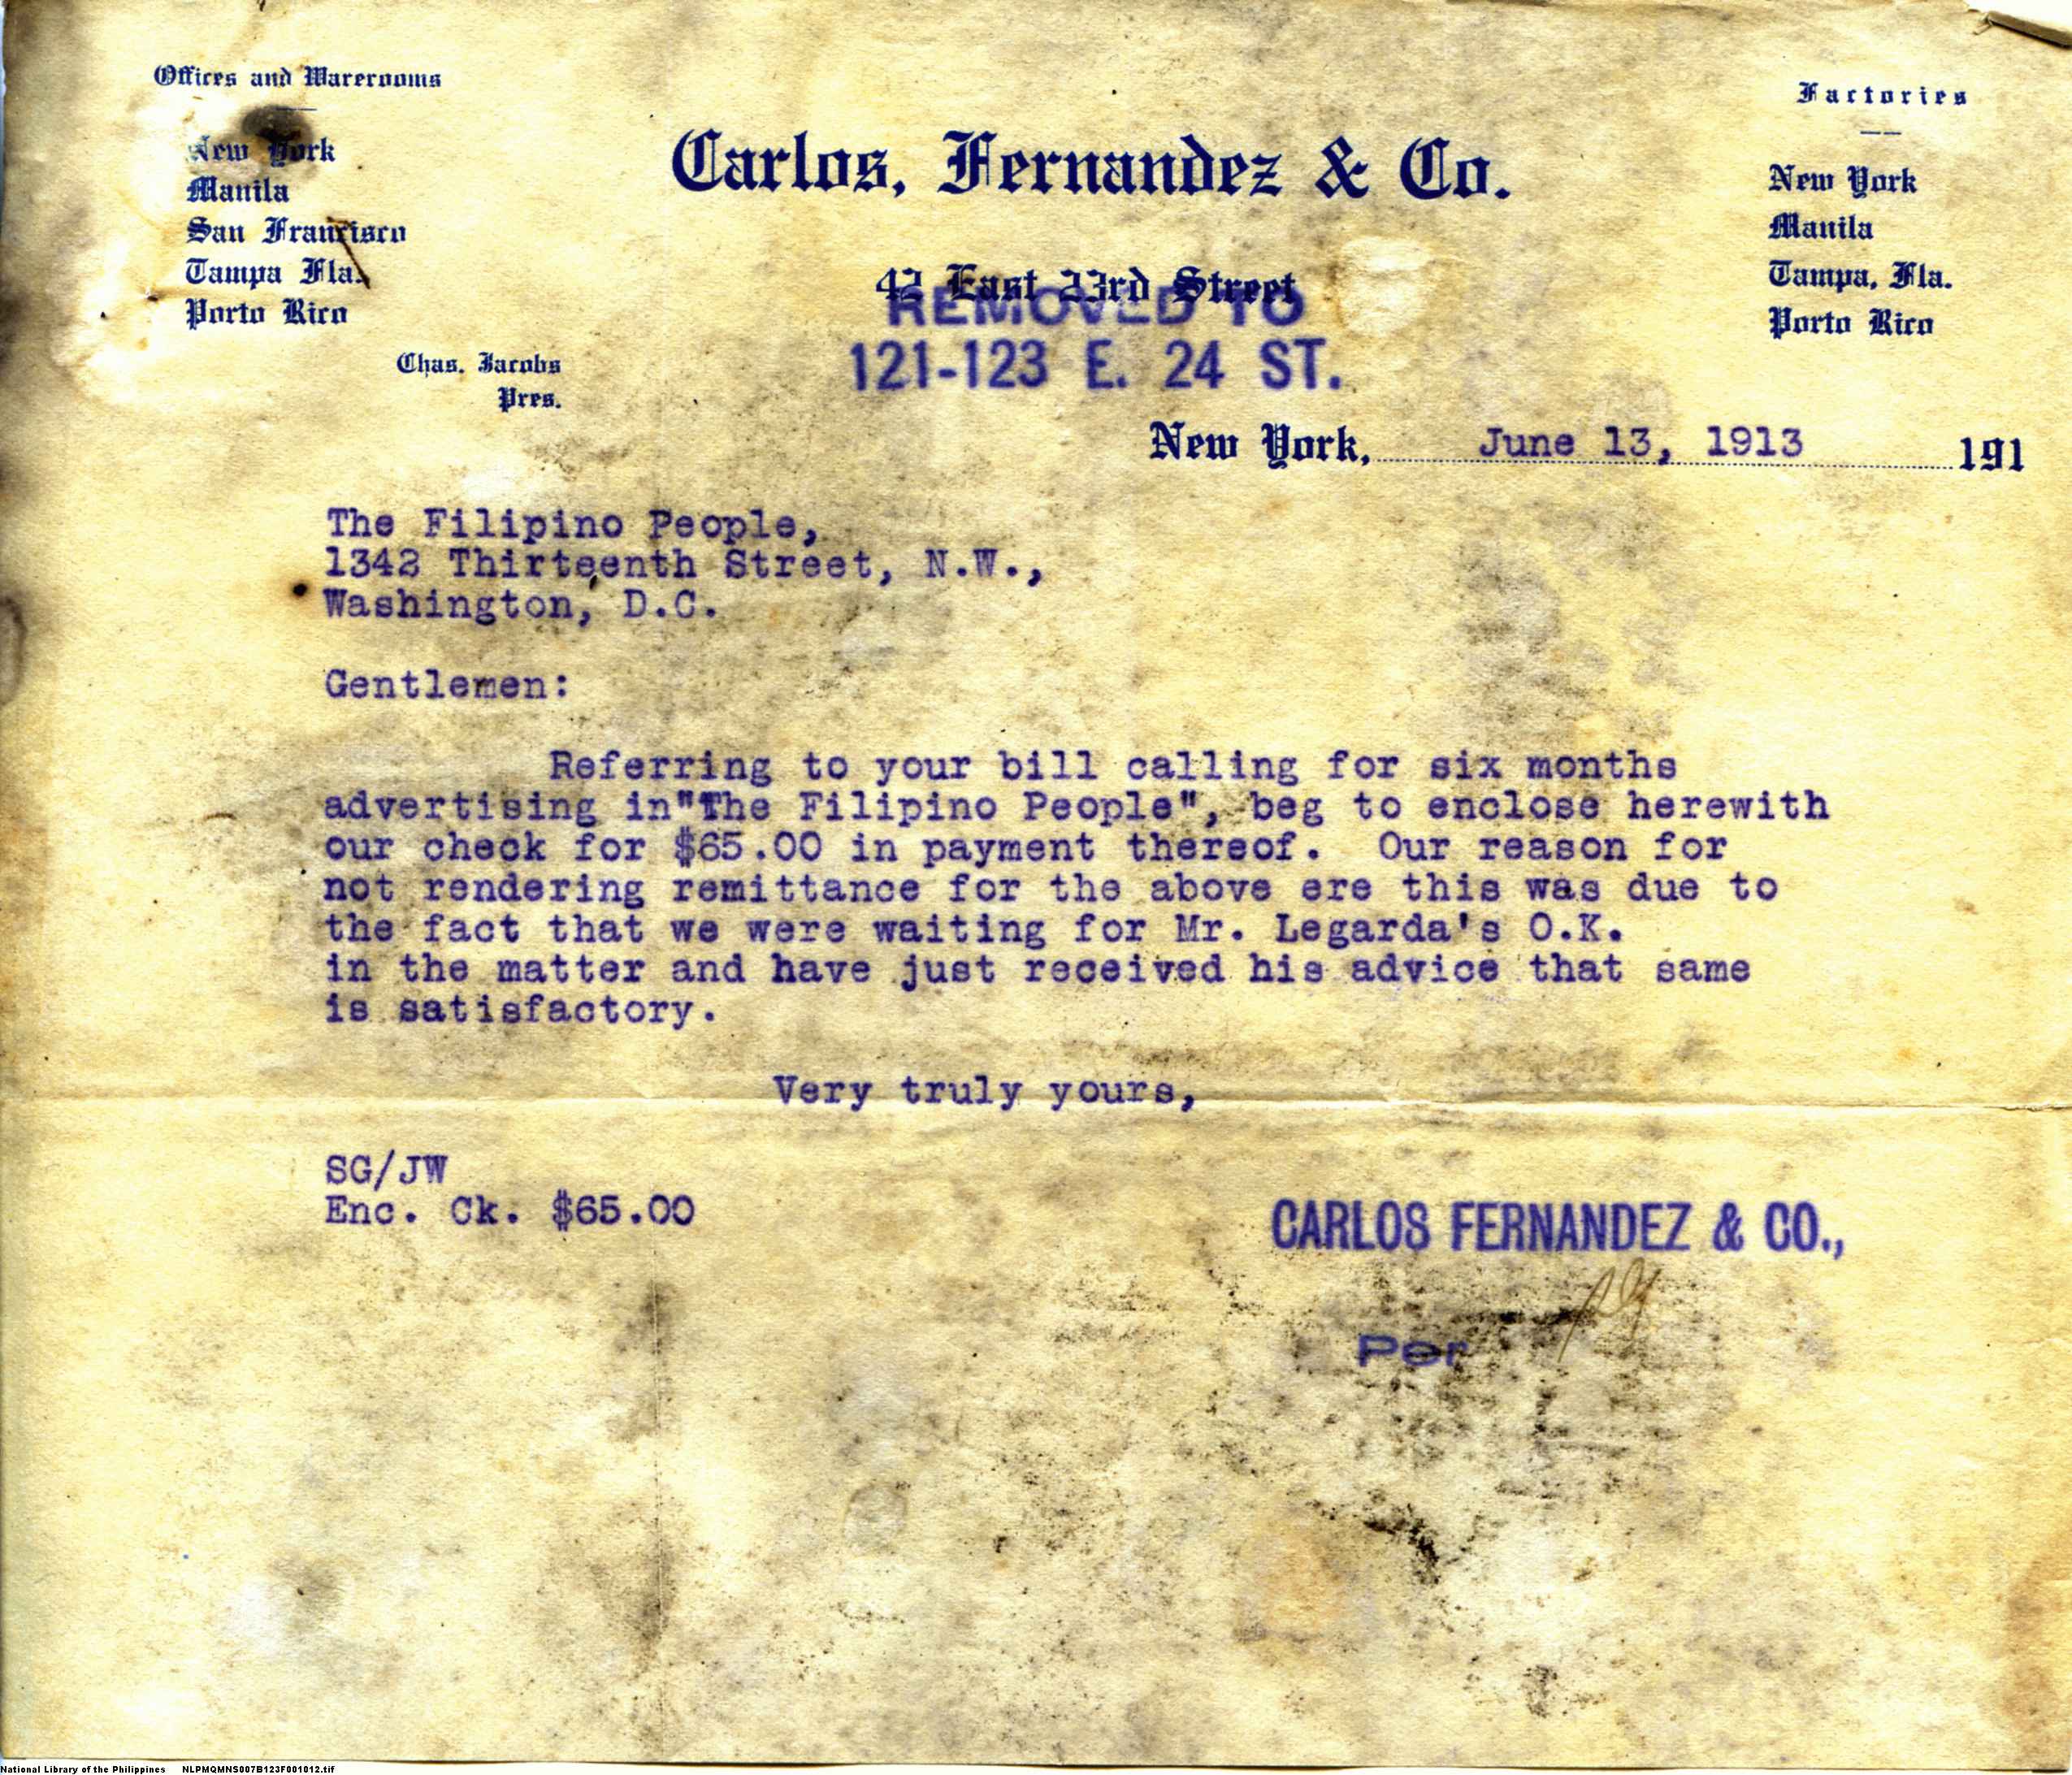 Offices and Warerooms
New York
Manila
San Francisco
Tampa Fla.
Porto Rico
Chas. Jacobs
Pres.
Carlos, Fernandez & Co.
42 East 23rd Street
REMOVED TO
121-123 E. 24 ST.
Factories
New York
Manila
Tampa, Fla.
Porto Rico
New York, June 13, 1913 191
The Filipino People,
1342 Thirteenth Street, N.W.,
Washington, D.C.
Gentlemen:
Referring to your bill calling for six months
advertising in"The Filipino People", beg to enclose herewith
our check for $65.00 in payment thereof. Our reason for
not rendering remittance for the above ere this was due to
the fact that we were waiting for Mr. Legarda's O.K.
in the matter and have just received his advice that same
is satisfactory.
Very truly yours,
SG/JW
Enc. Ck. $65.00
CARLOS FERNANDEZ & CO.,
Per
National Library of the Philippines NLPMQMNS007B123F001012.tif